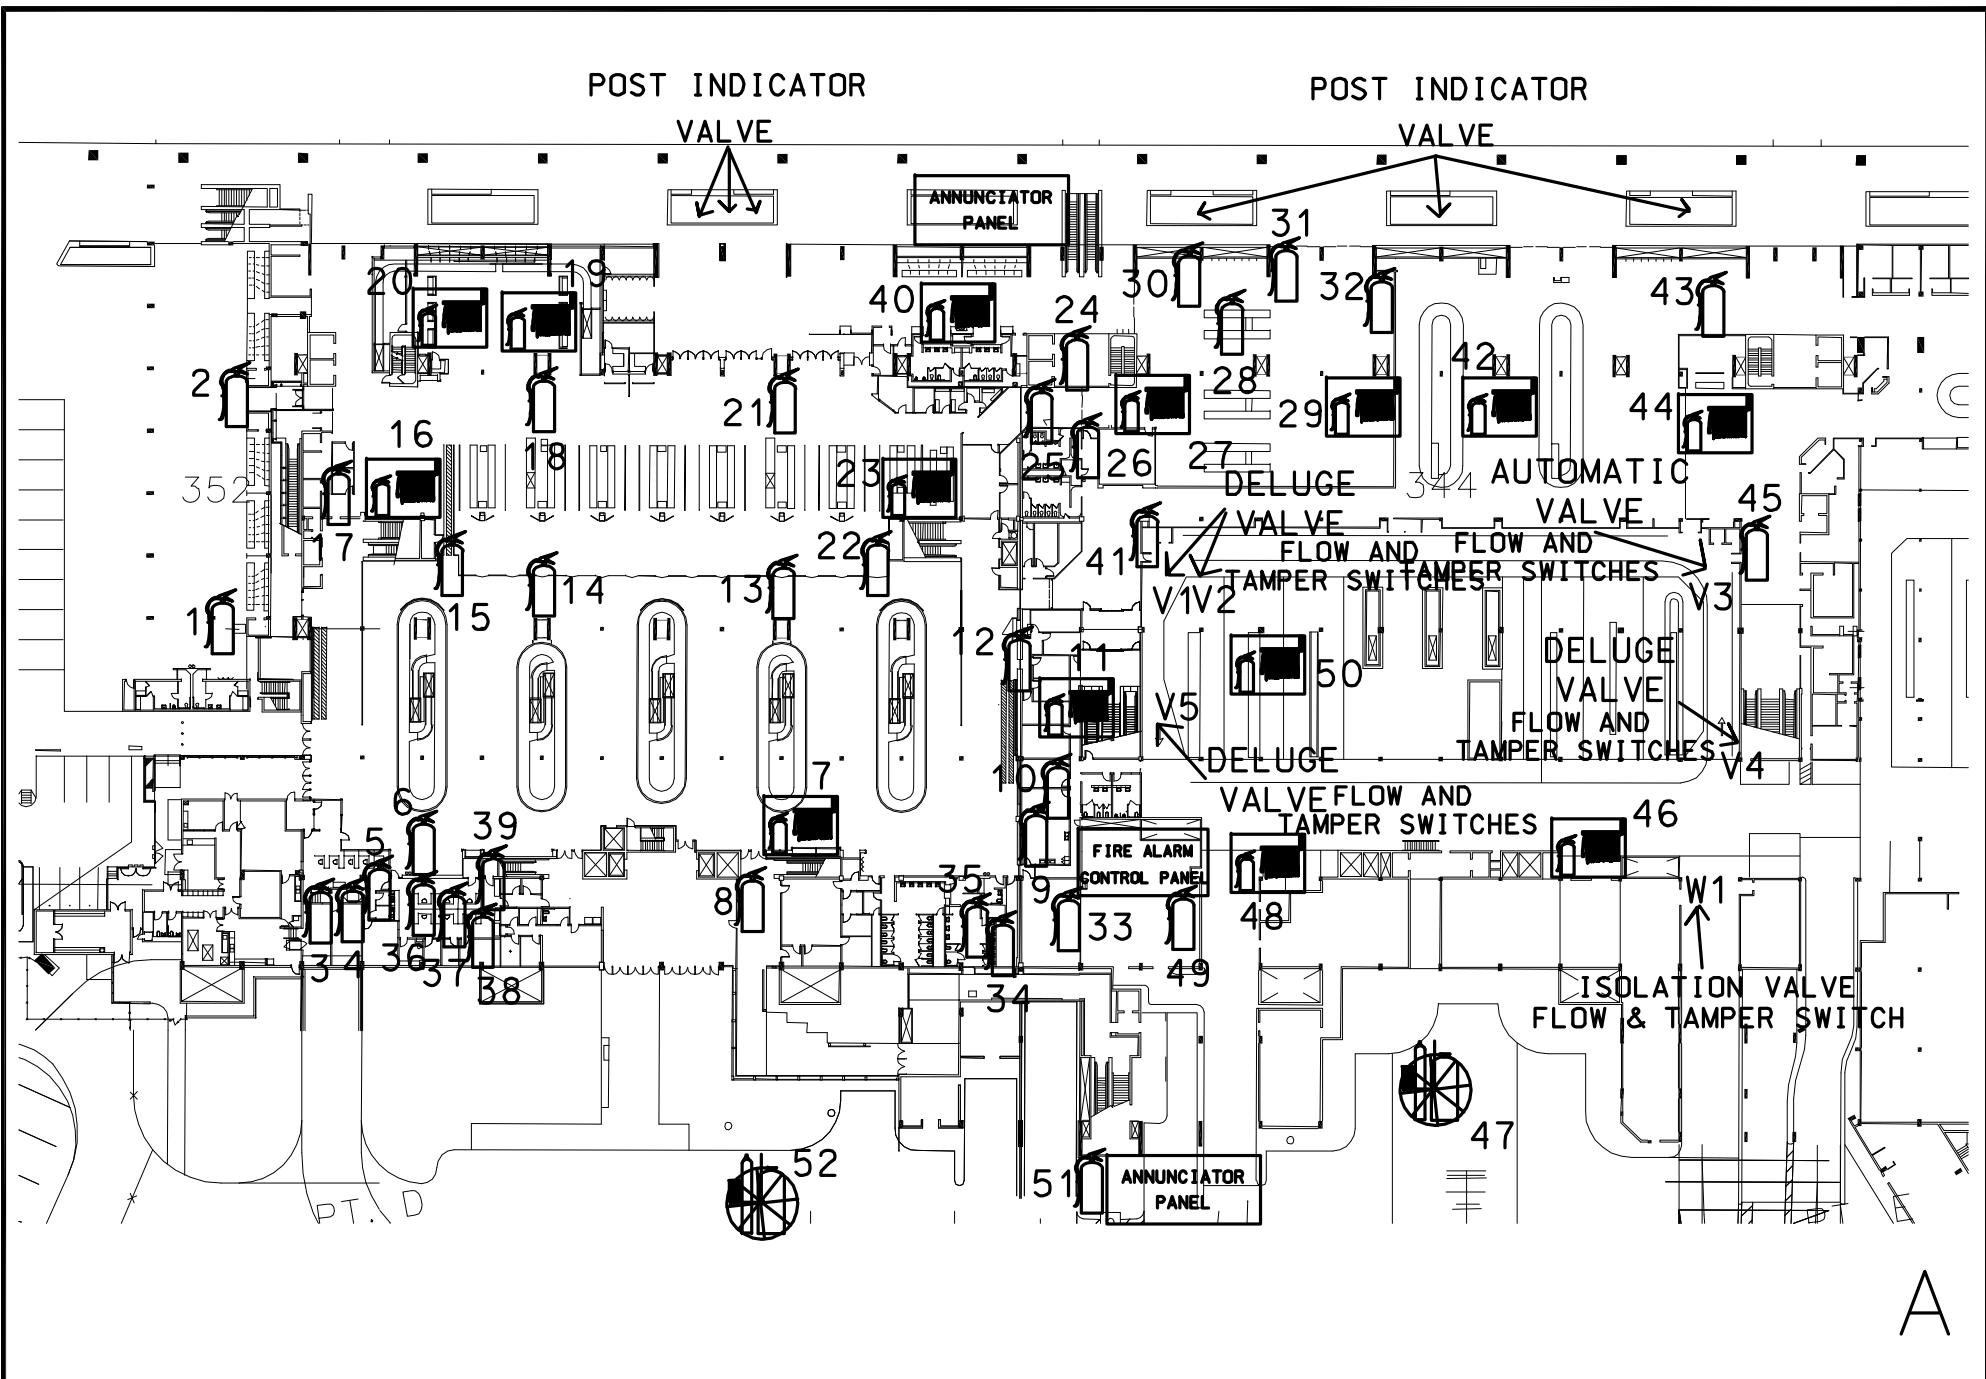 POST INDICATOR
VALVE
POST INDICATOR
VALVE
ANNUNCIATOR
PANEL
31
20
19
40
30
32
43
24
2
21
28
42
29
44
16
18
23
25
26
27
352
344
DELUGE
VALVE
FLOW AND
TAMPER SWITCHES
AUTOMATIC
VALVE
FLOW AND
TAMPER SWITCHES
45
17
22
41
1
15
14
13
V1
V2
V3
12
11
50
DELUGE
VALVE
FLOW AND
TAMPER SWITCHES
V5
V4
DELUGE
VALVE
FLOW AND
TAMPER SWITCHES
10
7
6
5
39
46
FIRE ALARM
CONTROL PANEL
8
35
9
33
48
W1
3
4
36
37
38
34
49
ISOLATION VALVE
FLOW & TAMPER SWITCH
47
52
51
ANNUNCIATOR
PANEL
PT. D
A